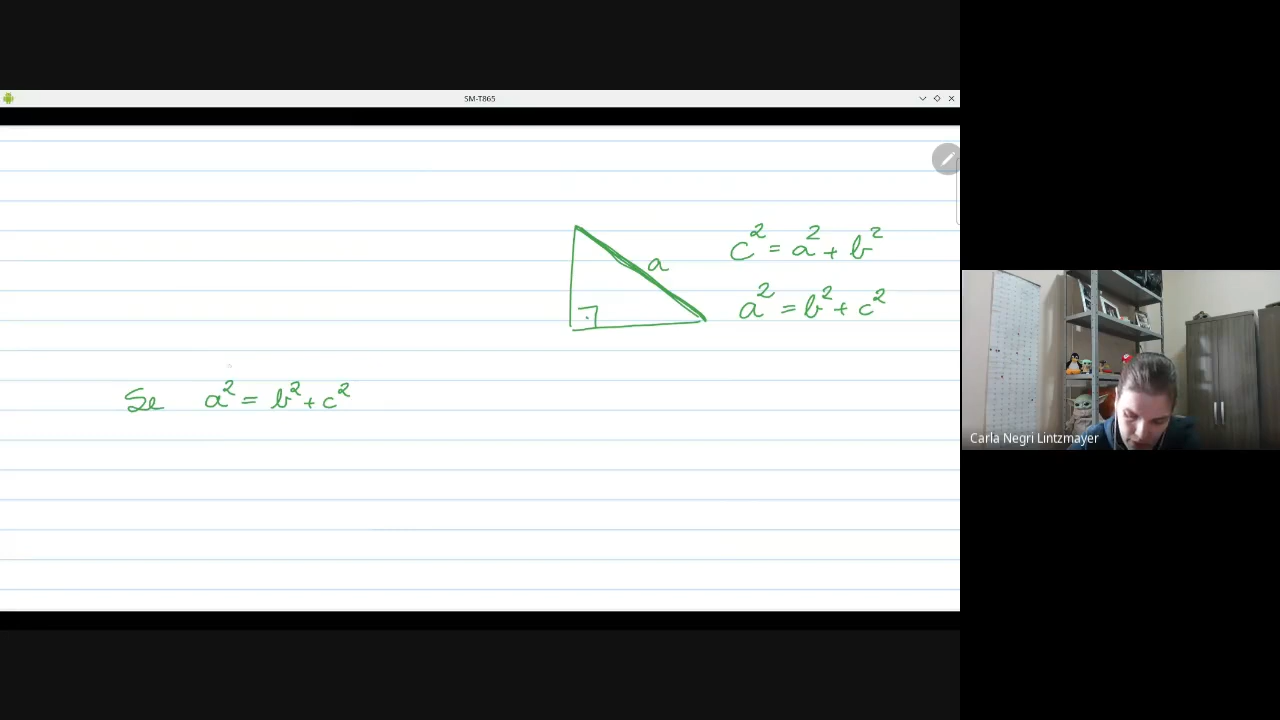 SM-T865
c² = a² + b²
a
a² = b² + c²
Se a² = b² + c²
Carla Negri Lintzmayer